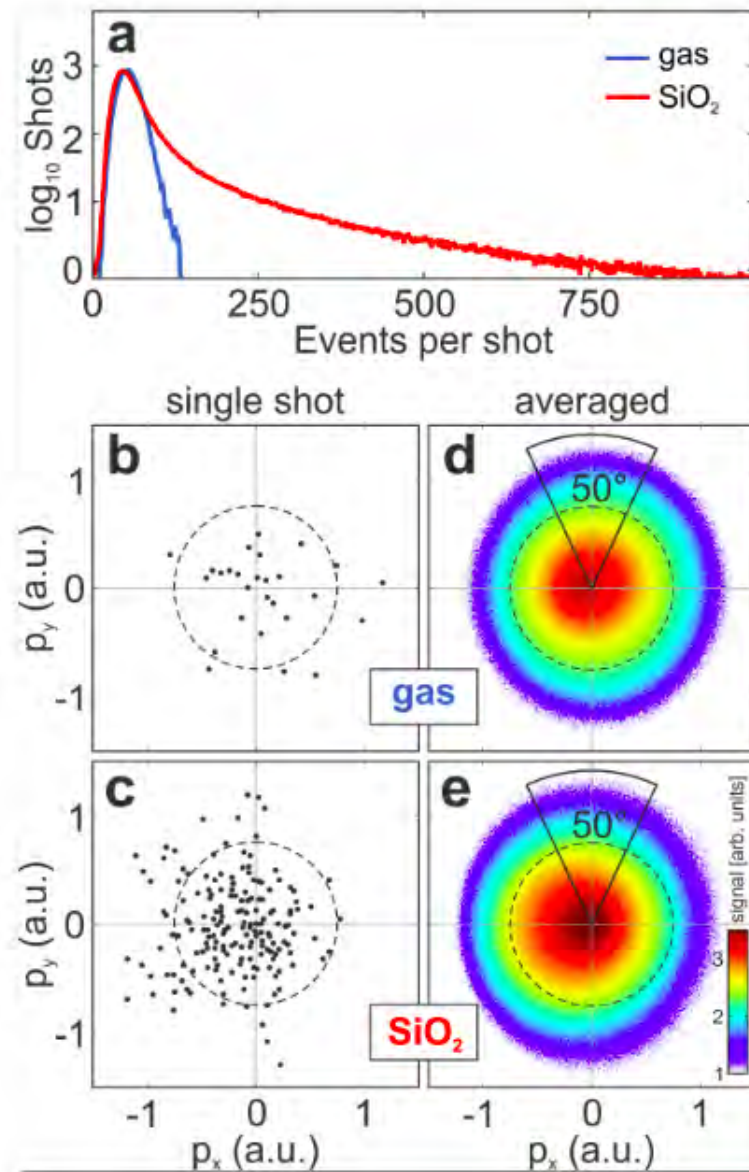 a
gas
SiO₂
log₁₀ Shots
3
2
1
0
0 250 500 750
Events per shot
single shot averaged
b
d
50°
p_y (a.u.)
1
0
-1
gas
c
e
50°
signal [arb. units]
3
2
1
p_y (a.u.)
1
0
-1
SiO₂
-1 0 1 -1 0 1
p_x (a.u.) p_x (a.u.)